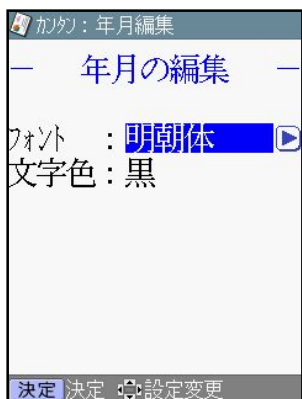 カンタン：年月編集
－ 年月の編集 －
フォント ：明朝体
文字色：黒
決定 決定 設定変更